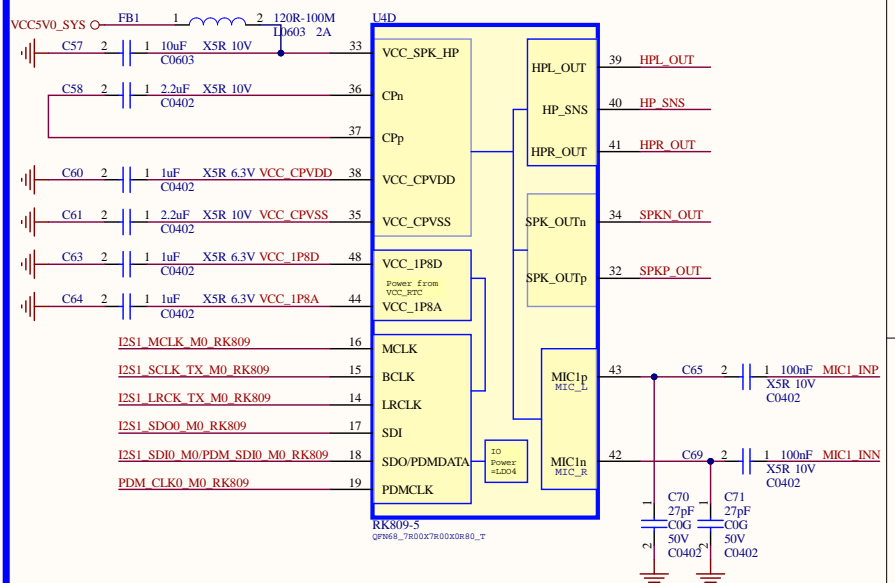 VCC5V0_SYS FB1 1 2 120R-100M
L0603 2A
U4D
C57 2 1 10uF X5R 10V 33 VCC_SPK_HP
C0603
HPL_OUT 39 HPL_OUT
C58 2 1 2.2uF X5R 10V 36 CPn
C0402
HP_SNS 40 HP_SNS
37 CPp
HPR_OUT 41 HPR_OUT
C60 2 1 1uF X5R 6.3V VCC_CPVDD 38 VCC_CPVDD
C0402
C61 2 1 2.2uF X5R 10V VCC_CPVSS 35 VCC_CPVSS
C0402
SPK_OUTn 34 SPKN_OUT
C63 2 1 1uF X5R 6.3V VCC_1P8D 48 VCC_1P8D
C0402
SPK_OUTp 32 SPKP_OUT
Power from
VCC_RTC
C64 2 1 1uF X5R 6.3V VCC_1P8A 44 VCC_1P8A
C0402
I2S1_MCLK_M0_RK809 16 MCLK
I2S1_SCLK_TX_M0_RK809 15 BCLK
I2S1_LRCK_TX_M0_RK809 14 LRCLK
I2S1_SDO0_M0_RK809 17 SDI
I2S1_SDI0_M0/PDM_SDI0_M0_RK809 18 SDO/PDMDATA
PDM_CLK0_M0_RK809 19 PDMCLK
IO
Power
=LDO4
MIC1p 43 C65 2 1 100nF MIC1_INP
MIC_L
X5R 10V
C0402
MIC1n 42 C69 2 1 100nF MIC1_INN
MIC_R
X5R 10V
C0402
RK809-5
QFN68_7R00X7R00X0R80_T
1 C70
27pF
C0G
50V
2 C0402
1 C71
27pF
C0G
50V
2 C0402